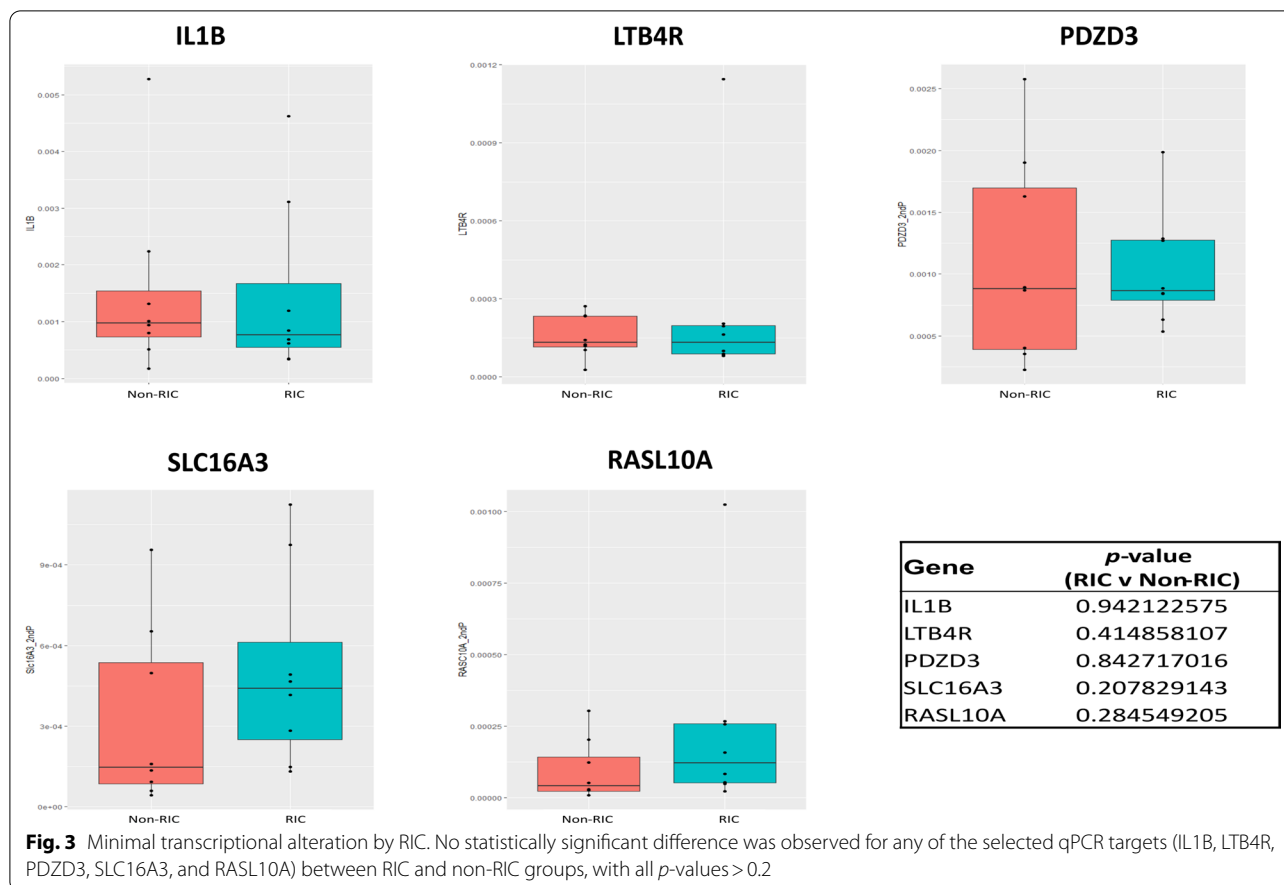 IL1B
0.005
0.004
0.003
0.002
0.001
0.000
IL1B
Non-RIC RIC
LTB4R
0.0012
0.0009
0.0006
0.0003
0.0000
LTB4R
Non-RIC RIC
PDZD3
0.0025
0.0020
0.0015
0.0010
0.0005
PDZD3_2ndP
Non-RIC RIC
SLC16A3
9e-04
6e-04
3e-04
0e+00
Slc16A3_2ndP
Non-RIC RIC
RASL10A
0.00100
0.00075
0.00050
0.00025
0.00000
RASC10A_2ndP
Non-RIC RIC
Gene p-value
(RIC v Non-RIC)
IL1B 0.942122575
LTB4R 0.414858107
PDZD3 0.842717016
SLC16A3 0.207829143
RASL10A 0.284549205
Fig. 3 Minimal transcriptional alteration by RIC. No statistically significant difference was observed for any of the selected qPCR targets (IL1B, LTB4R,
PDZD3, SLC16A3, and RASL10A) between RIC and non-RIC groups, with all p-values > 0.2